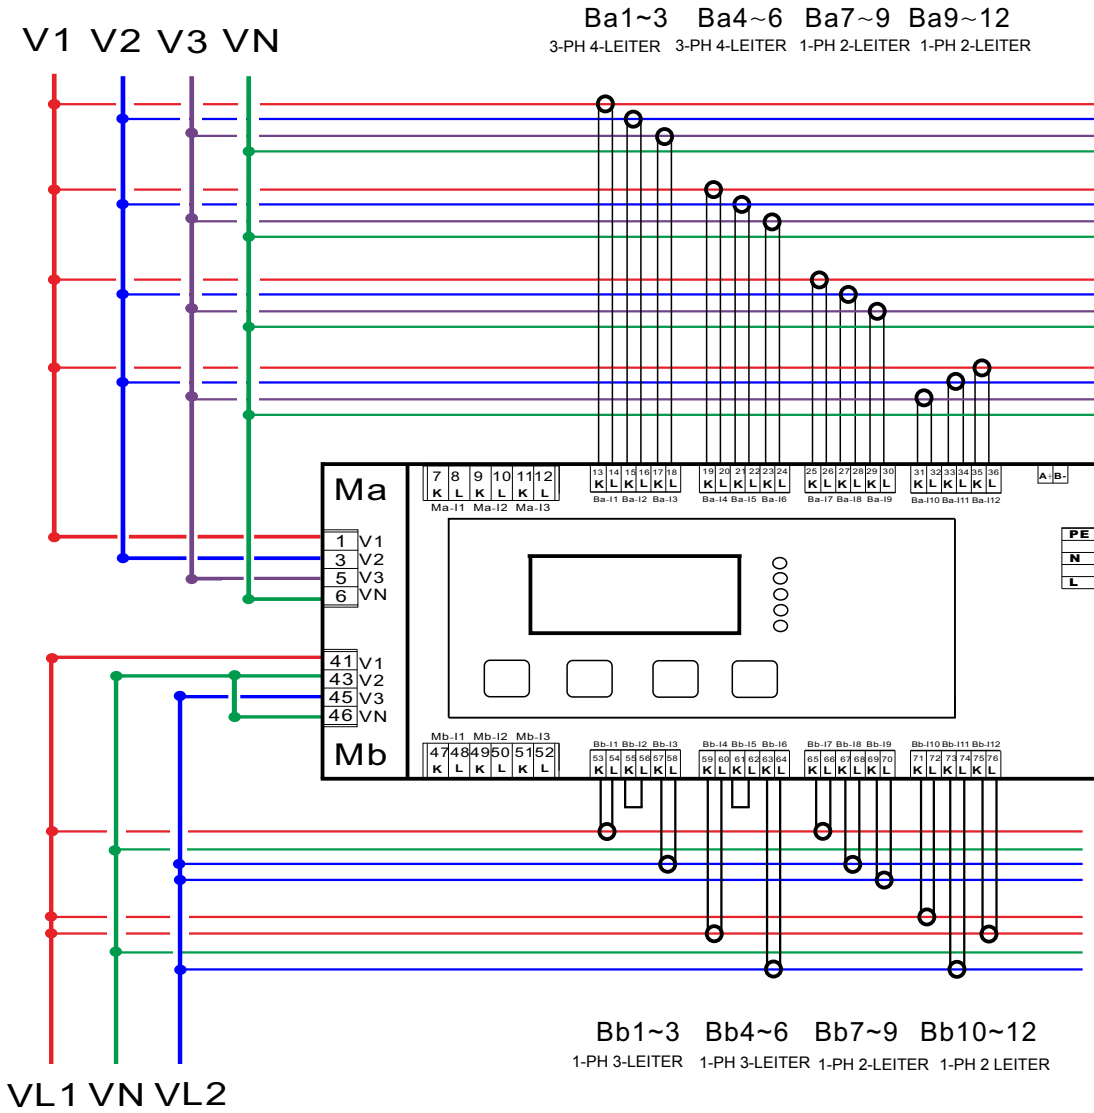 Ba1~3 Ba4~6 Ba7~9 Ba9~12
V1 V2 V3 VN
3-PH 4-LEITER 3-PH 4-LEITER 1-PH 2-LEITER 1-PH 2-LEITER
Ma
7 8 9 10 11 12
K L K L K L
Ma-I1 Ma-I2 Ma-I3
13 14 15 16 17 18
K L K L K L
Ba-I1 Ba-I2 Ba-I3
19 20 21 22 23 24
K L K L K L
Ba-I4 Ba-I5 Ba-I6
25 26 27 28 29 30
K L K L K L
Ba-I7 Ba-I8 Ba-I9
31 32 33 34 35 36
K L K L K L
Ba-I10 Ba-I11 Ba-I12
A+ B-
1 V1
3 V2
5 V3
6 VN
PE
N
L
41 V1
43 V2
45 V3
46 VN
Mb
Mb-I1 Mb-I2 Mb-I3
47 48 49 50 51 52
K L K L K L
Bb-I1 Bb-I2 Bb-I3
53 54 55 56 57 58
K L K L K L
Bb-I4 Bb-I5 Bb-I6
59 60 61 62 63 64
K L K L K L
Bb-I7 Bb-I8 Bb-I9
65 66 67 68 69 70
K L K L K L
Bb-I10 Bb-I11 Bb-I12
71 72 73 74 75 76
K L K L K L
Bb1~3 Bb4~6 Bb7~9 Bb10~12
1-PH 3-LEITER 1-PH 3-LEITER 1-PH 2-LEITER 1-PH 2 LEITER
VL1 VN VL2